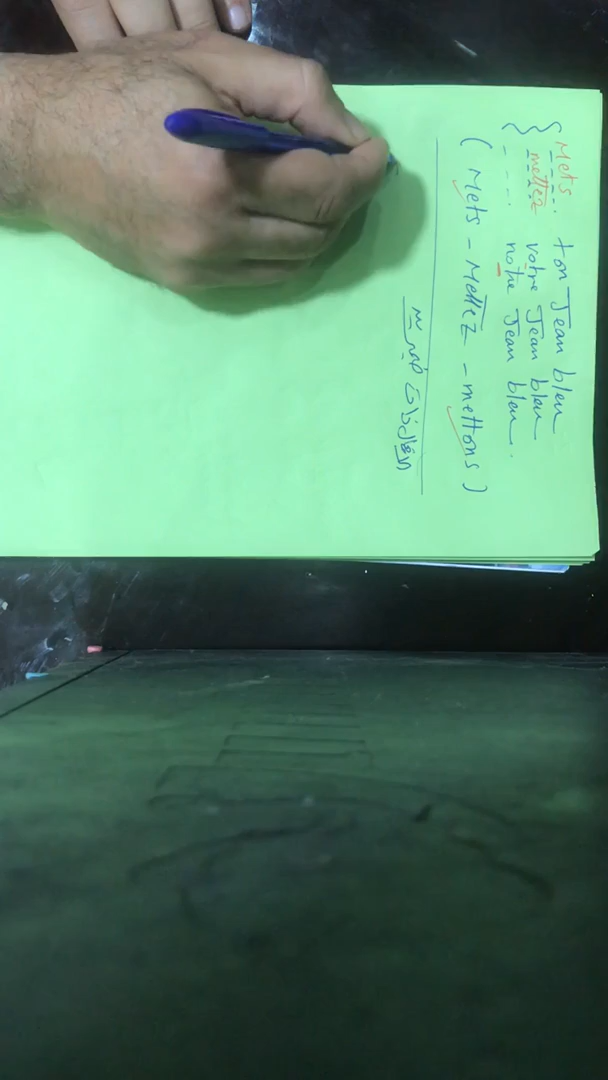 Mets..... ton Jean bleu
mettez votre Jean bleu
- ..... notre Jean bleu.
( Mets - Mettez - mettons )